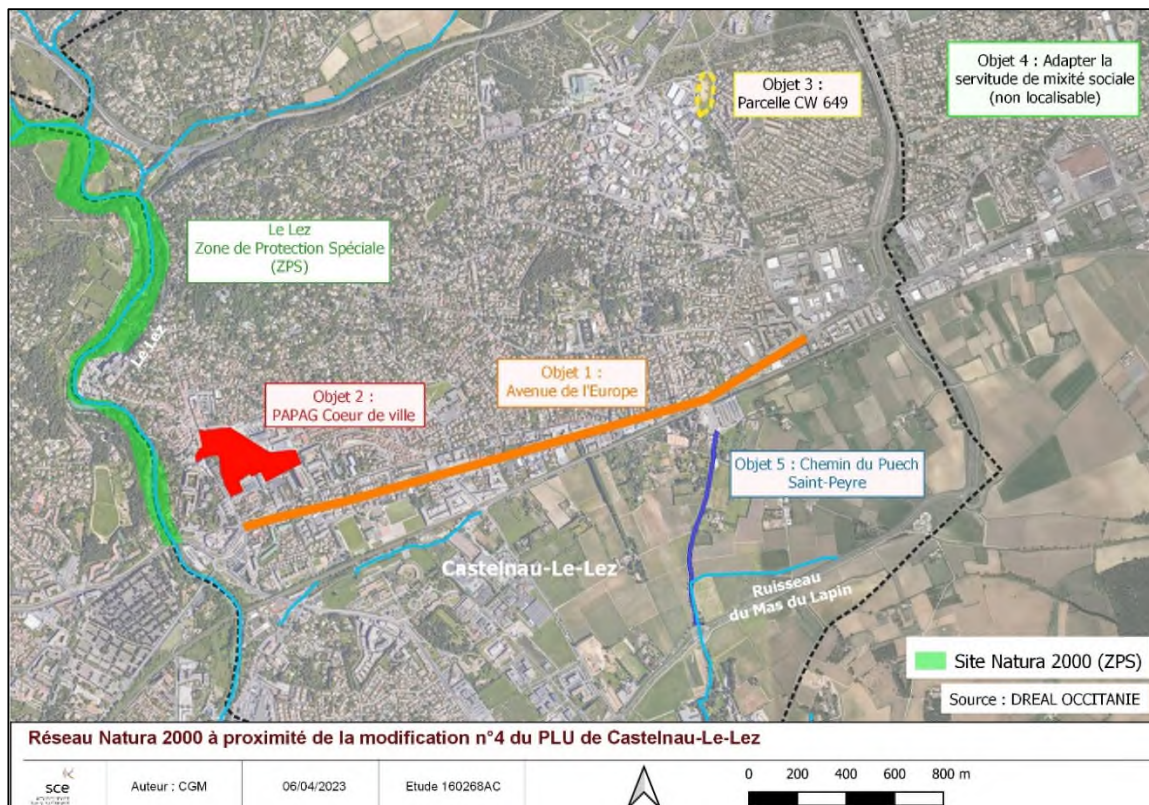 Objet 4 : Adapter la
servitude de mixité sociale
(non localisable)
Objet 3 :
Parcelle CW 649
Le Lez
Zone de Protection Spéciale
(ZPS)
Le Lez
Objet 1 :
Avenue de l'Europe
Objet 2 :
PAPAG Coeur de ville
Objet 5 : Chemin du Puech
Saint-Peyre
Castelnau-Le-Lez
Ruisseau
du Mas du Lapin
Site Natura 2000 (ZPS)
Source : DREAL OCCITANIE
Réseau Natura 2000 à proximité de la modification n°4 du PLU de Castelnau-Le-Lez
sce
Auteur : CGM
06/04/2023
Etude 160268AC
0 200 400 600 800 m